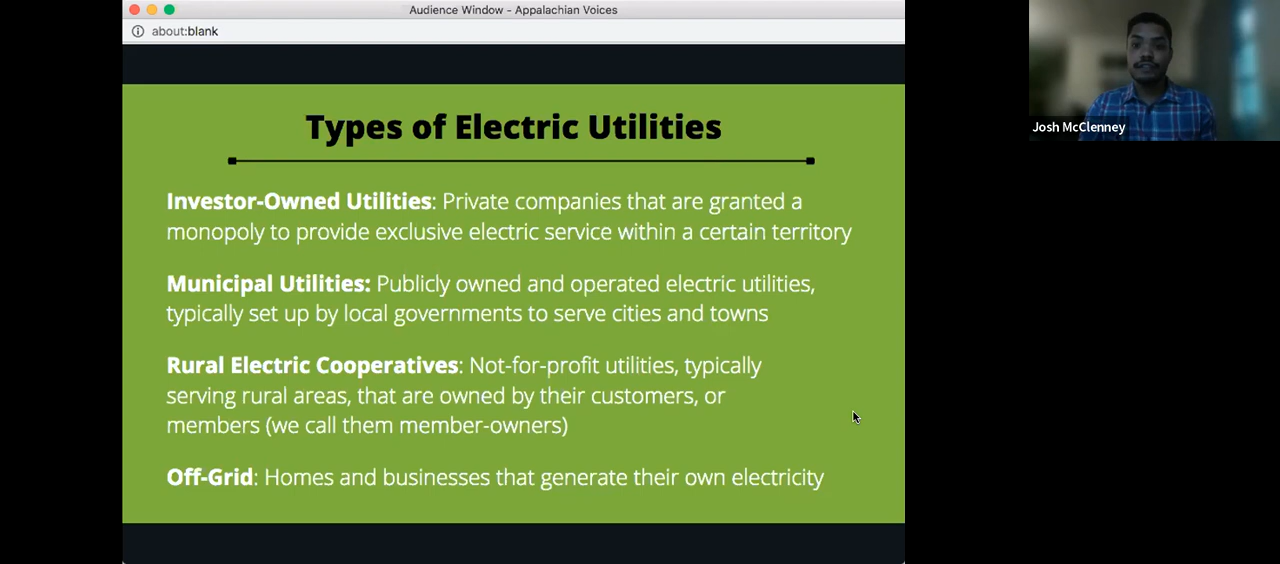 Audience Window - Appalachian Voices
about:blank
Types of Electric Utilities
Investor-Owned Utilities: Private companies that are granted a
monopoly to provide exclusive electric service within a certain territory
Municipal Utilities: Publicly owned and operated electric utilities,
typically set up by local governments to serve cities and towns
Rural Electric Cooperatives: Not-for-profit utilities, typically
serving rural areas, that are owned by their customers, or
members (we call them member-owners)
Off-Grid: Homes and businesses that generate their own electricity
Josh McClenney